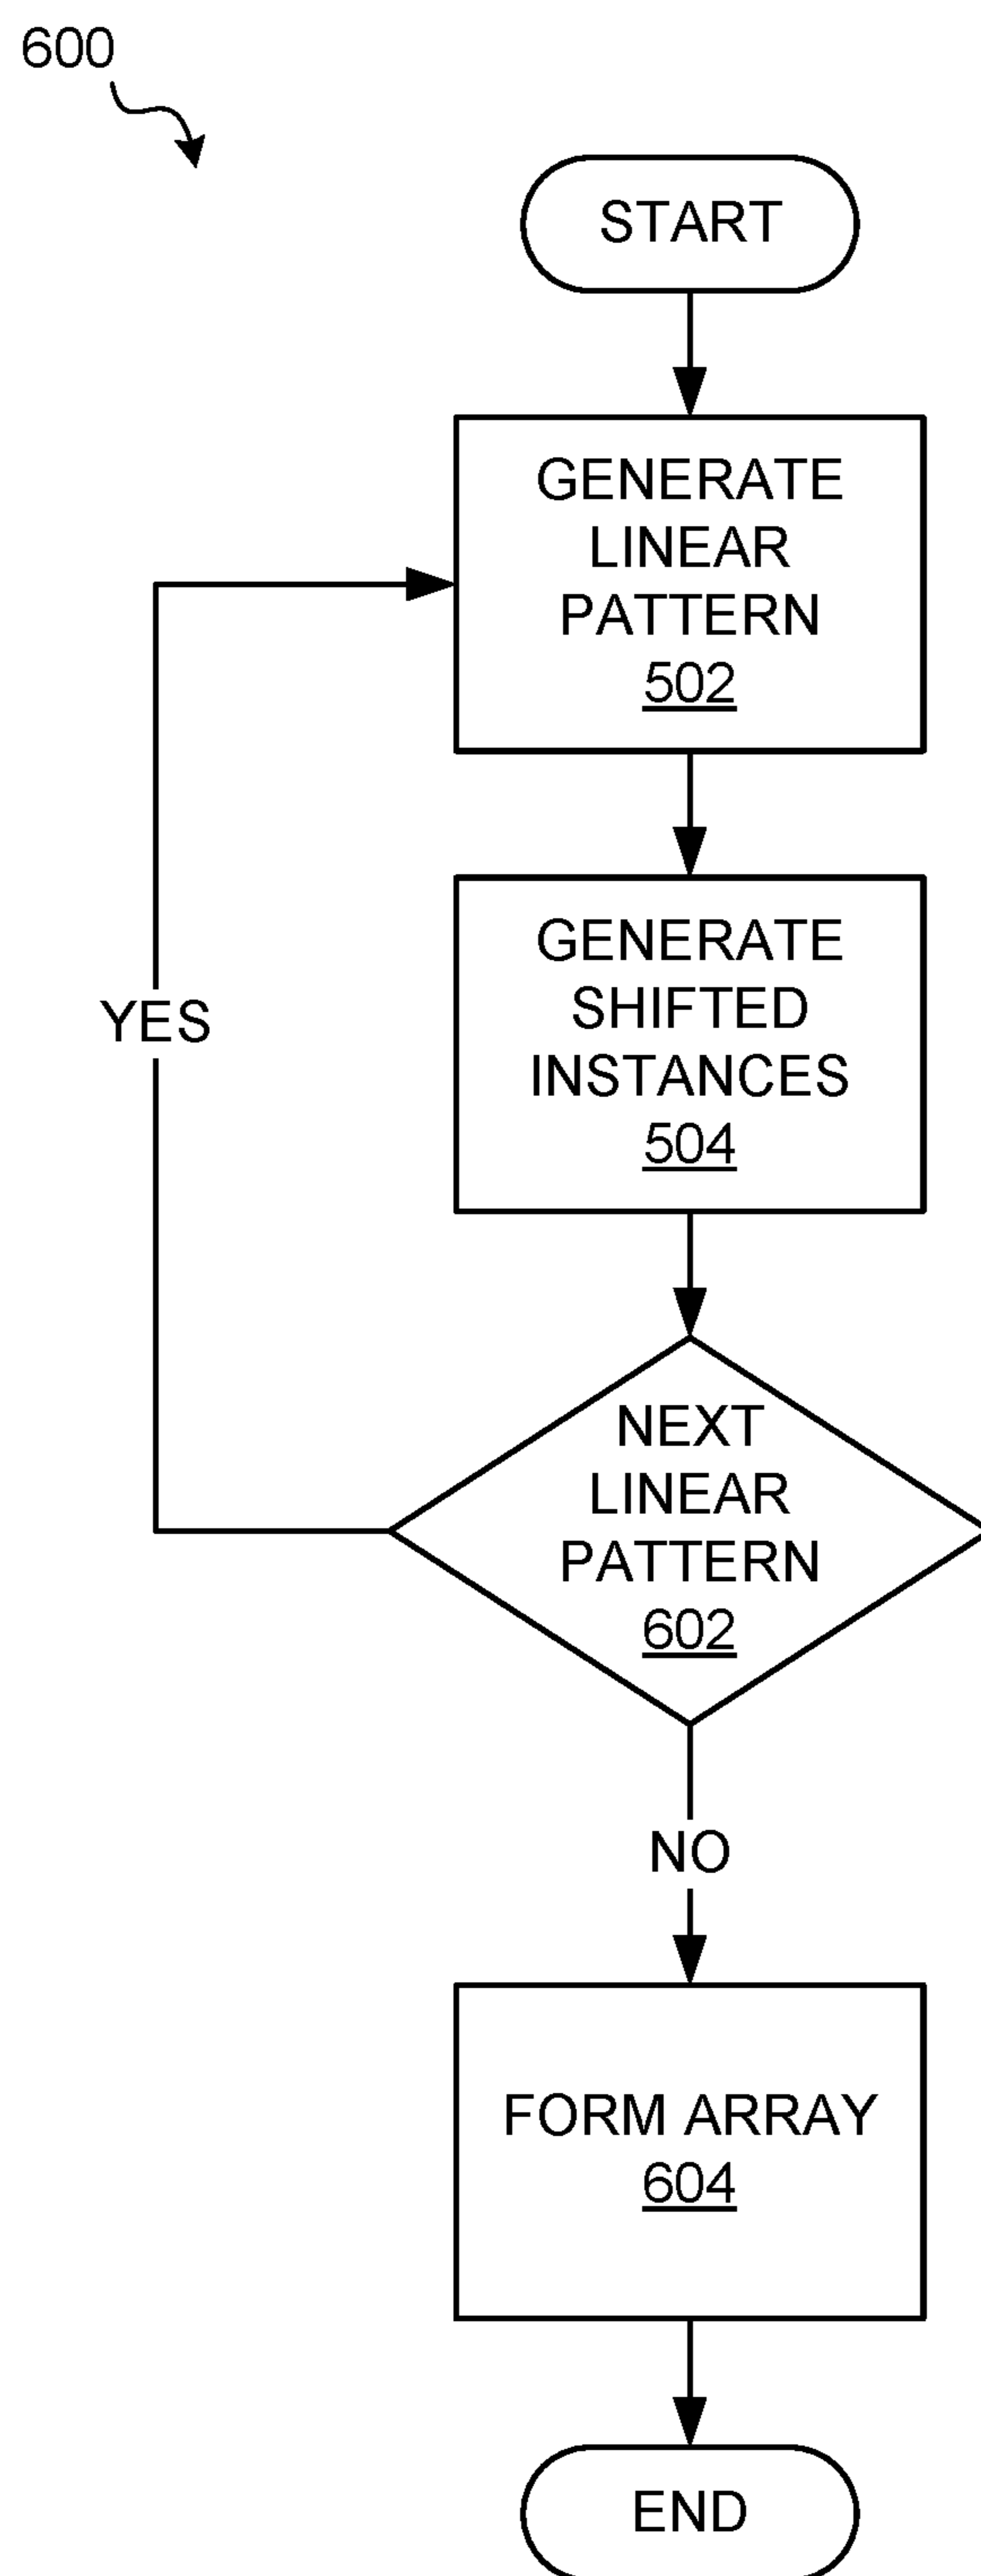 600
START
GENERATE
LINEAR
PATTERN
502
GENERATE
SHIFTED
INSTANCES
504
YES
NEXT
LINEAR
PATTERN
602
NO
FORM ARRAY
604
END